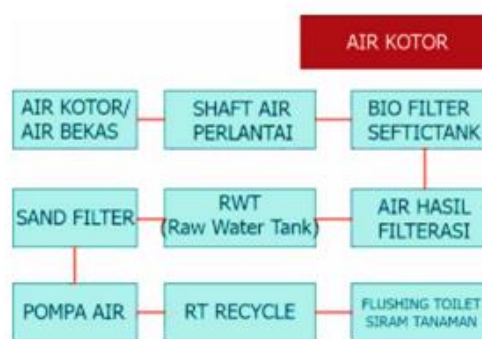 AIR KOTOR
AIR KOTOR/
AIR BEKAS
SHAFT AIR
PERLANTAI
BIO FILTER
SEFTICTANK
SAND FILTER
RWT
(Raw Water Tank)
AIR HASIL
FILTERASI
POMPA AIR
RT RECYCLE
FLUSHING TOILET
SIRAM TANAMAN